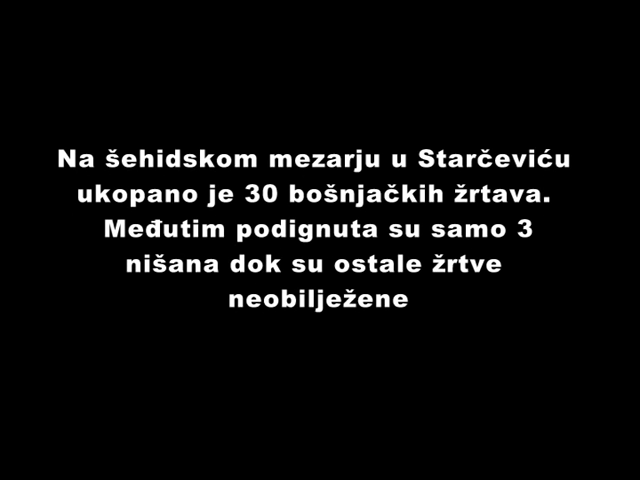 Na šehidskom mezarju u Starčeviću
ukopano je 30 bošnjačkih žrtava.
Međutim podignuta su samo 3
nišana dok su ostale žrtve
neobilježene